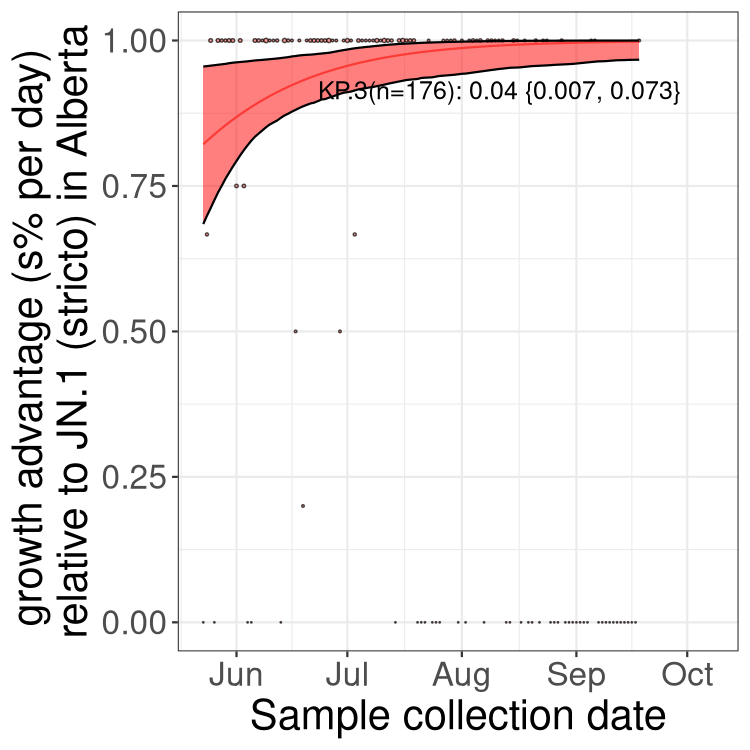 growth advantage (s% per day)
relative to JN.1 (stricto) in Alberta
1.00
0.75
0.50
0.25
0.00
KP.3(n=176): 0.04 {0.007, 0.073}
Jun Jul Aug Sep Oct
Sample collection date